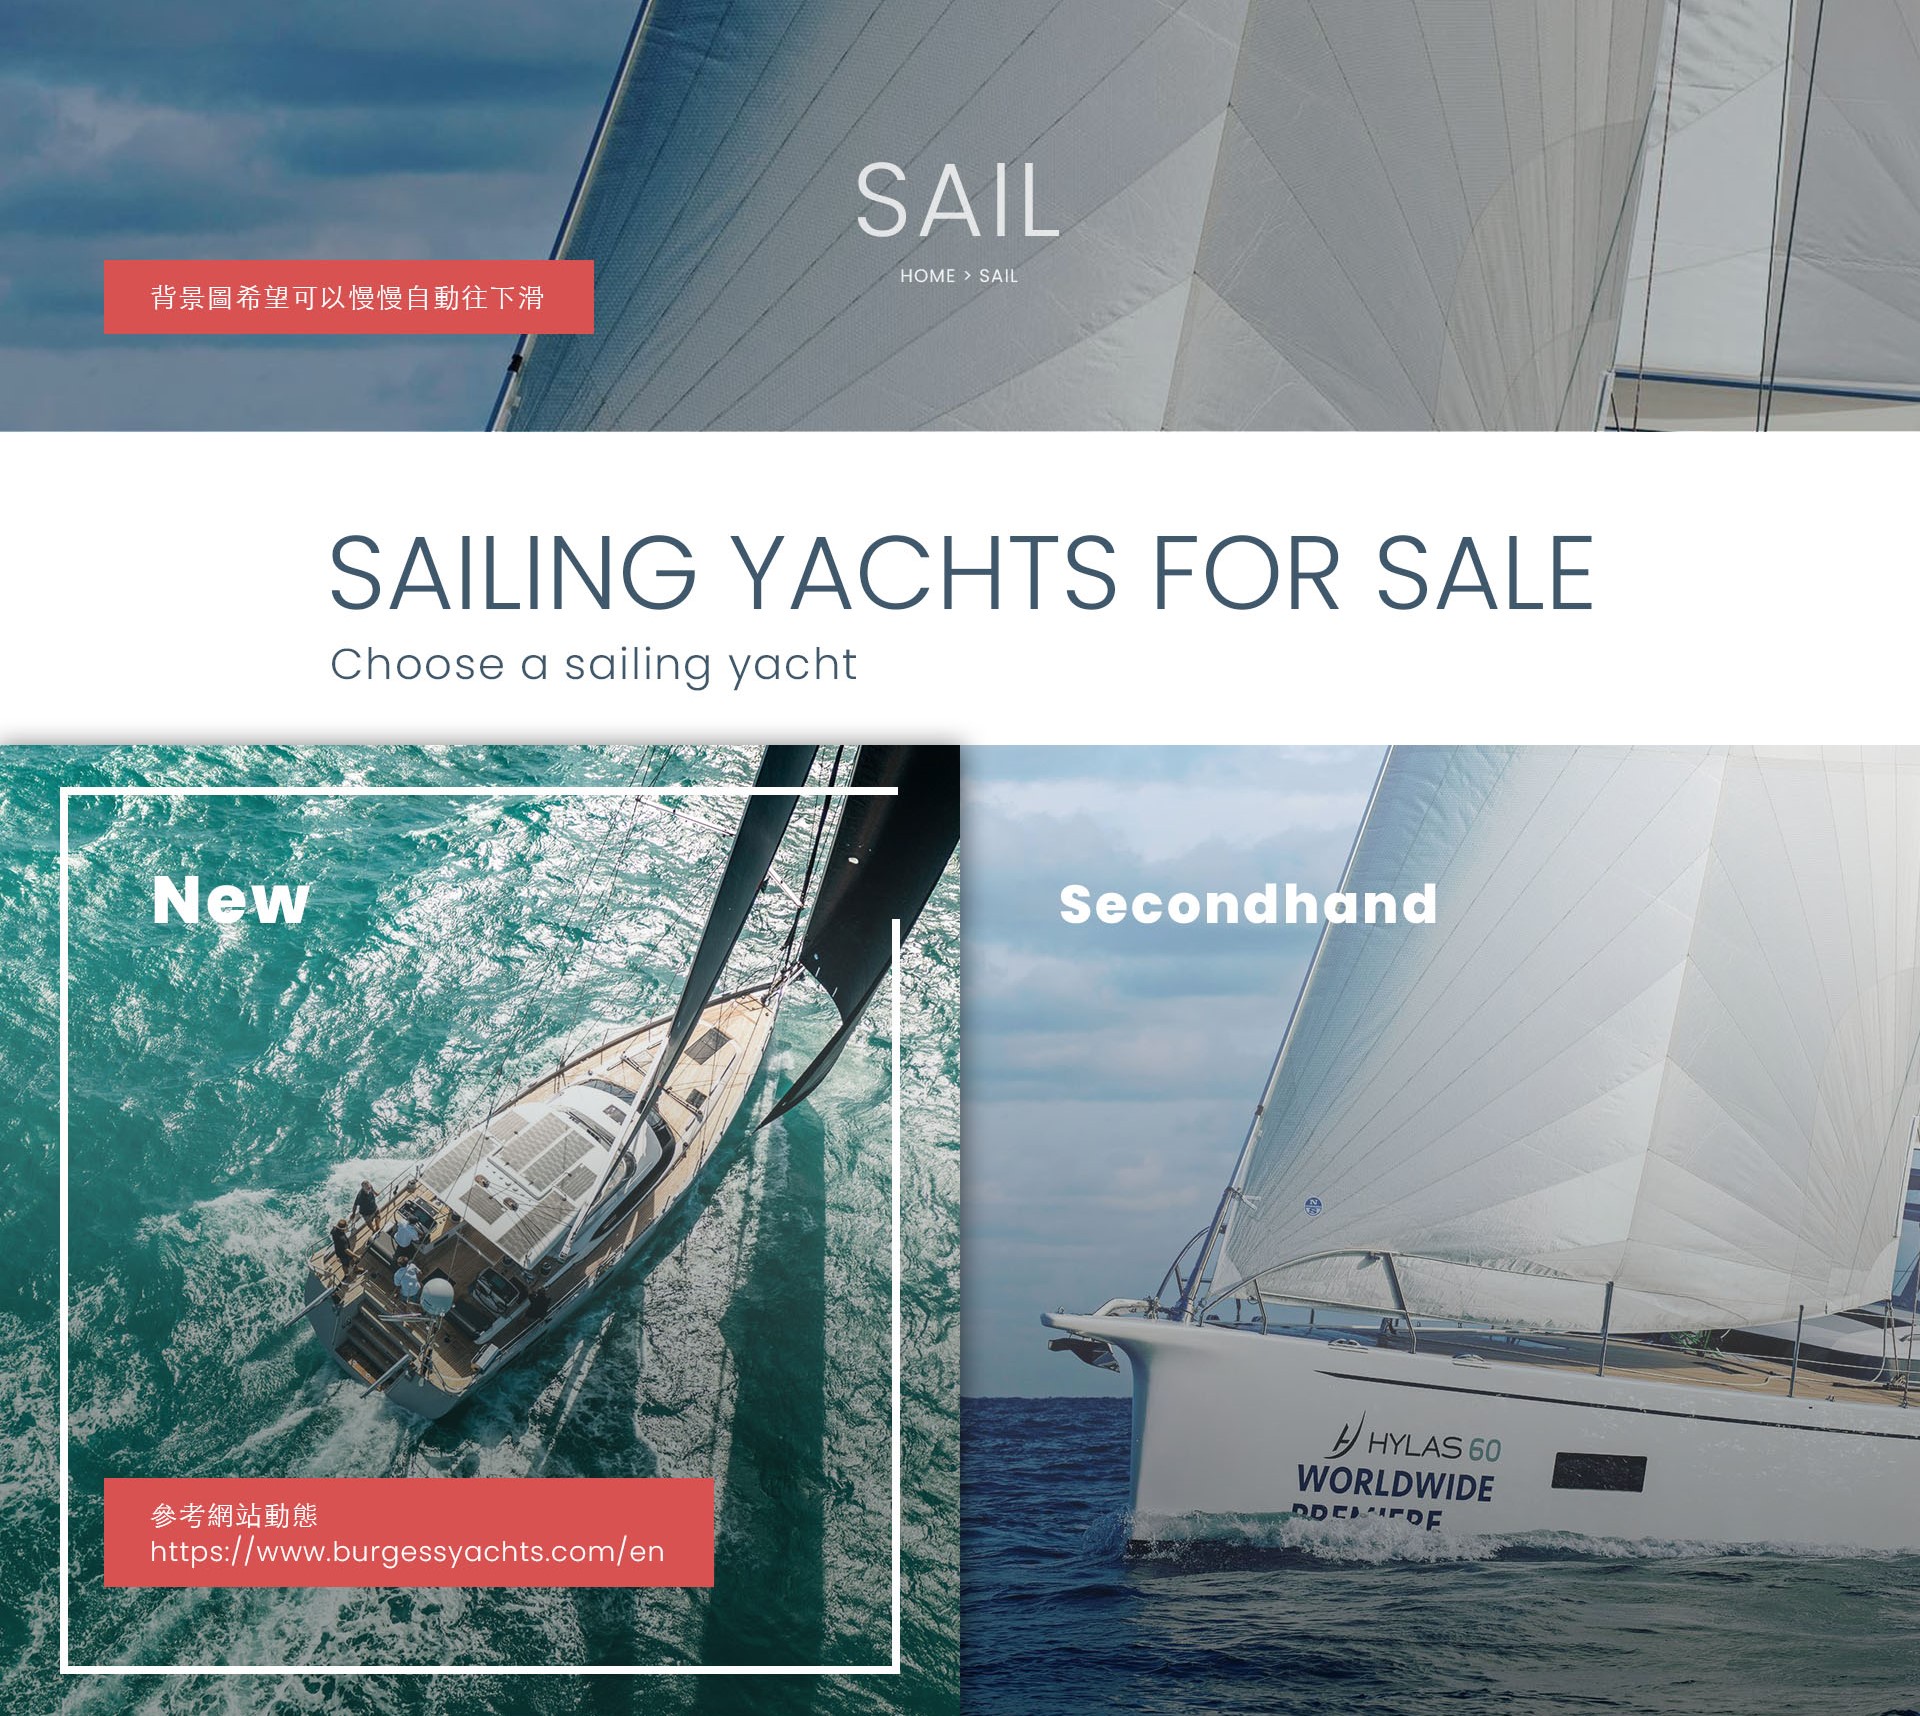 SAIL
HOME > SAIL
背景圖希望可以慢慢自動往下滑
SAILING YACHTS FOR SALE
Choose a sailing yacht
New
Secondhand
HYLAS 60
WORLDWIDE
PREMIERE
參考網站動態
https://www.burgessyachts.com/en